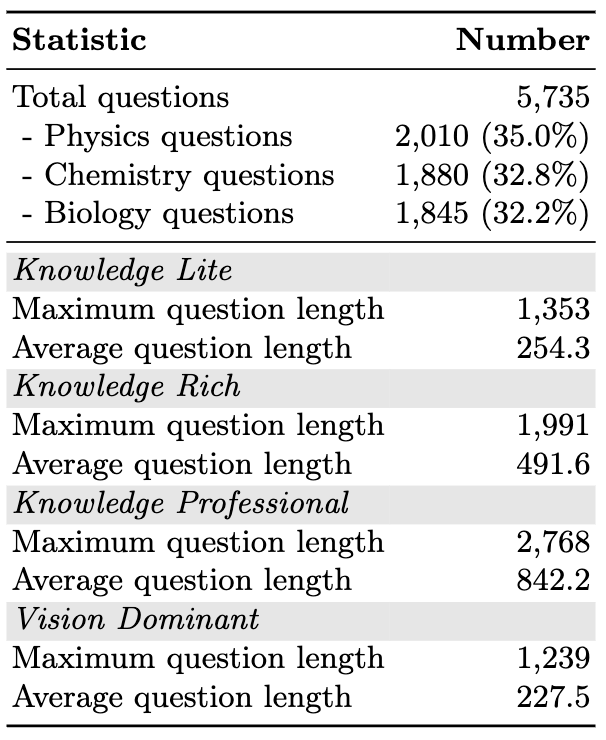 Statistic Number
Total questions 5,735
- Physics questions 2,010 (35.0%)
- Chemistry questions 1,880 (32.8%)
- Biology questions 1,845 (32.2%)
Knowledge Lite
Maximum question length 1,353
Average question length 254.3
Knowledge Rich
Maximum question length 1,991
Average question length 491.6
Knowledge Professional
Maximum question length 2,768
Average question length 842.2
Vision Dominant
Maximum question length 1,239
Average question length 227.5